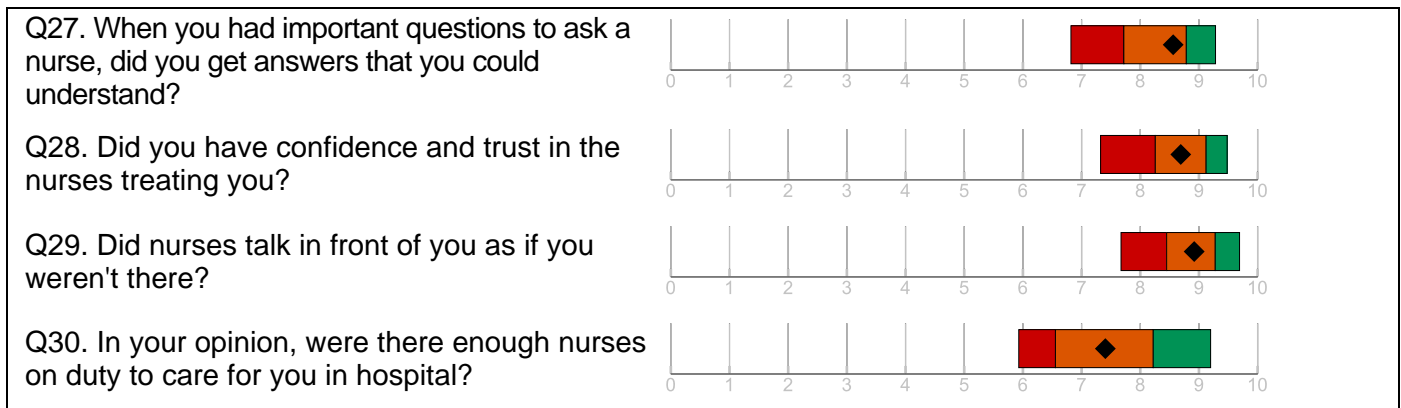 Q27. When you had important questions to ask a
nurse, did you get answers that you could
understand?
0 1 2 3 4 5 6 7 8 9 10
Q28. Did you have confidence and trust in the
nurses treating you?
0 1 2 3 4 5 6 7 8 9 10
Q29. Did nurses talk in front of you as if you
weren't there?
0 1 2 3 4 5 6 7 8 9 10
Q30. In your opinion, were there enough nurses
on duty to care for you in hospital?
0 1 2 3 4 5 6 7 8 9 10